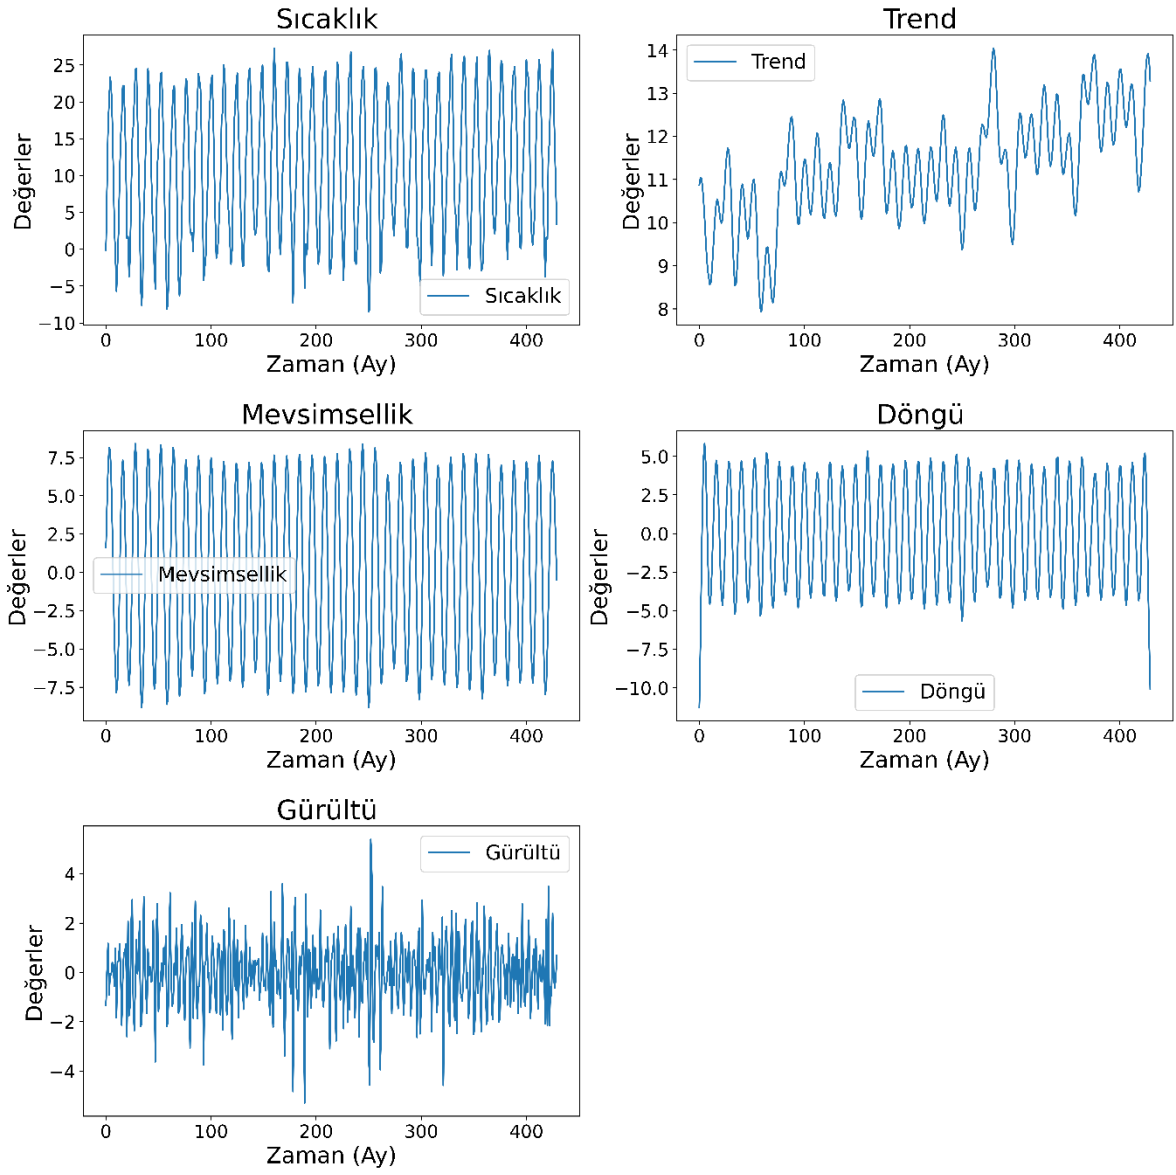 Sıcaklık
25
20
15
10
5
0
−5
−10
Değerler
Sıcaklık
0 100 200 300 400
Zaman (Ay)
Trend
14
13
12
11
10
9
8
Değerler
Trend
0 100 200 300 400
Zaman (Ay)
Mevsimsellik
7.5
5.0
2.5
0.0
−2.5
−5.0
−7.5
Değerler
Mevsimsellik
0 100 200 300 400
Zaman (Ay)
Döngü
5.0
2.5
0.0
−2.5
−5.0
−7.5
−10.0
Değerler
Döngü
0 100 200 300 400
Zaman (Ay)
Gürültü
4
2
0
−2
−4
Değerler
Gürültü
0 100 200 300 400
Zaman (Ay)